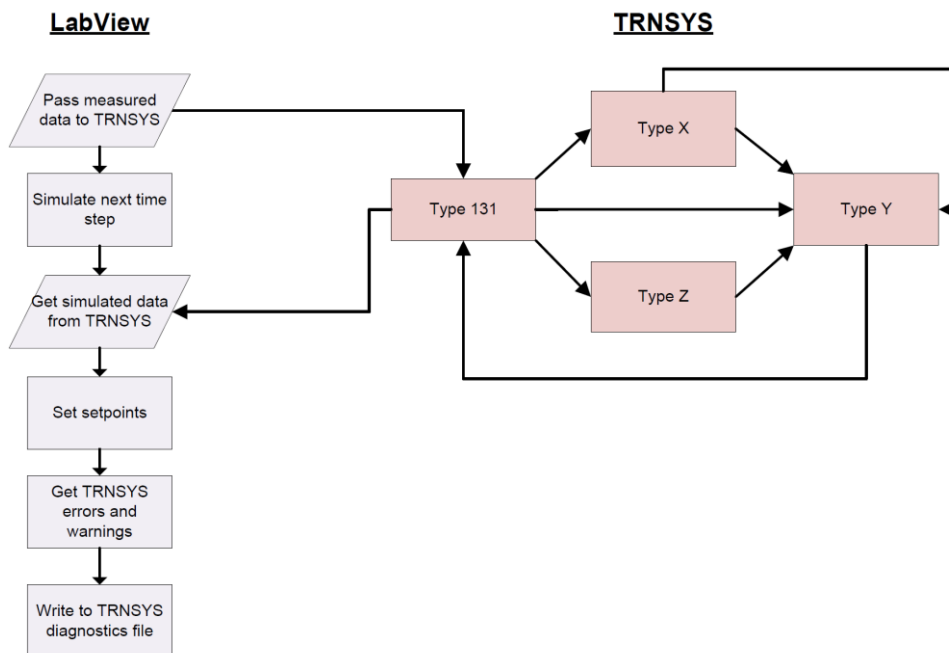 LabView
TRNSYS
Pass measured
data to TRNSYS
Simulate next time
step
Get simulated data
from TRNSYS
Set setpoints
Get TRNSYS
errors and
warnings
Write to TRNSYS
diagnostics file
Type 131
Type X
Type Y
Type Z